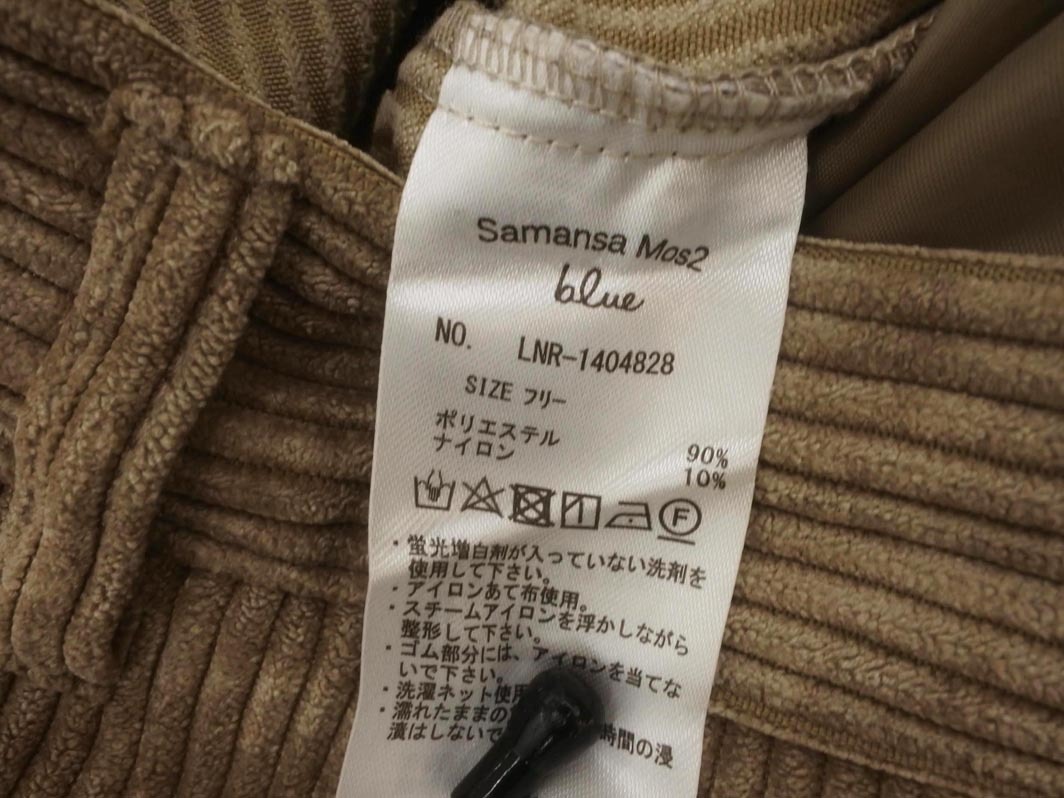 Samansa Mos2
blue
NO. LNR-1404828
SIZE フリー
ポリエステル 90%
ナイロン 10%
F
・蛍光増白剤が入っていない洗剤を
使用して下さい。
・アイロンあて布使用。
・スチームアイロンを浮かしながら
整形して下さい。
・ゴム部分には、アイロンを当てな
いで下さい。
・洗濯ネット使用
・濡れたままの 時間の浸
漬はしないで